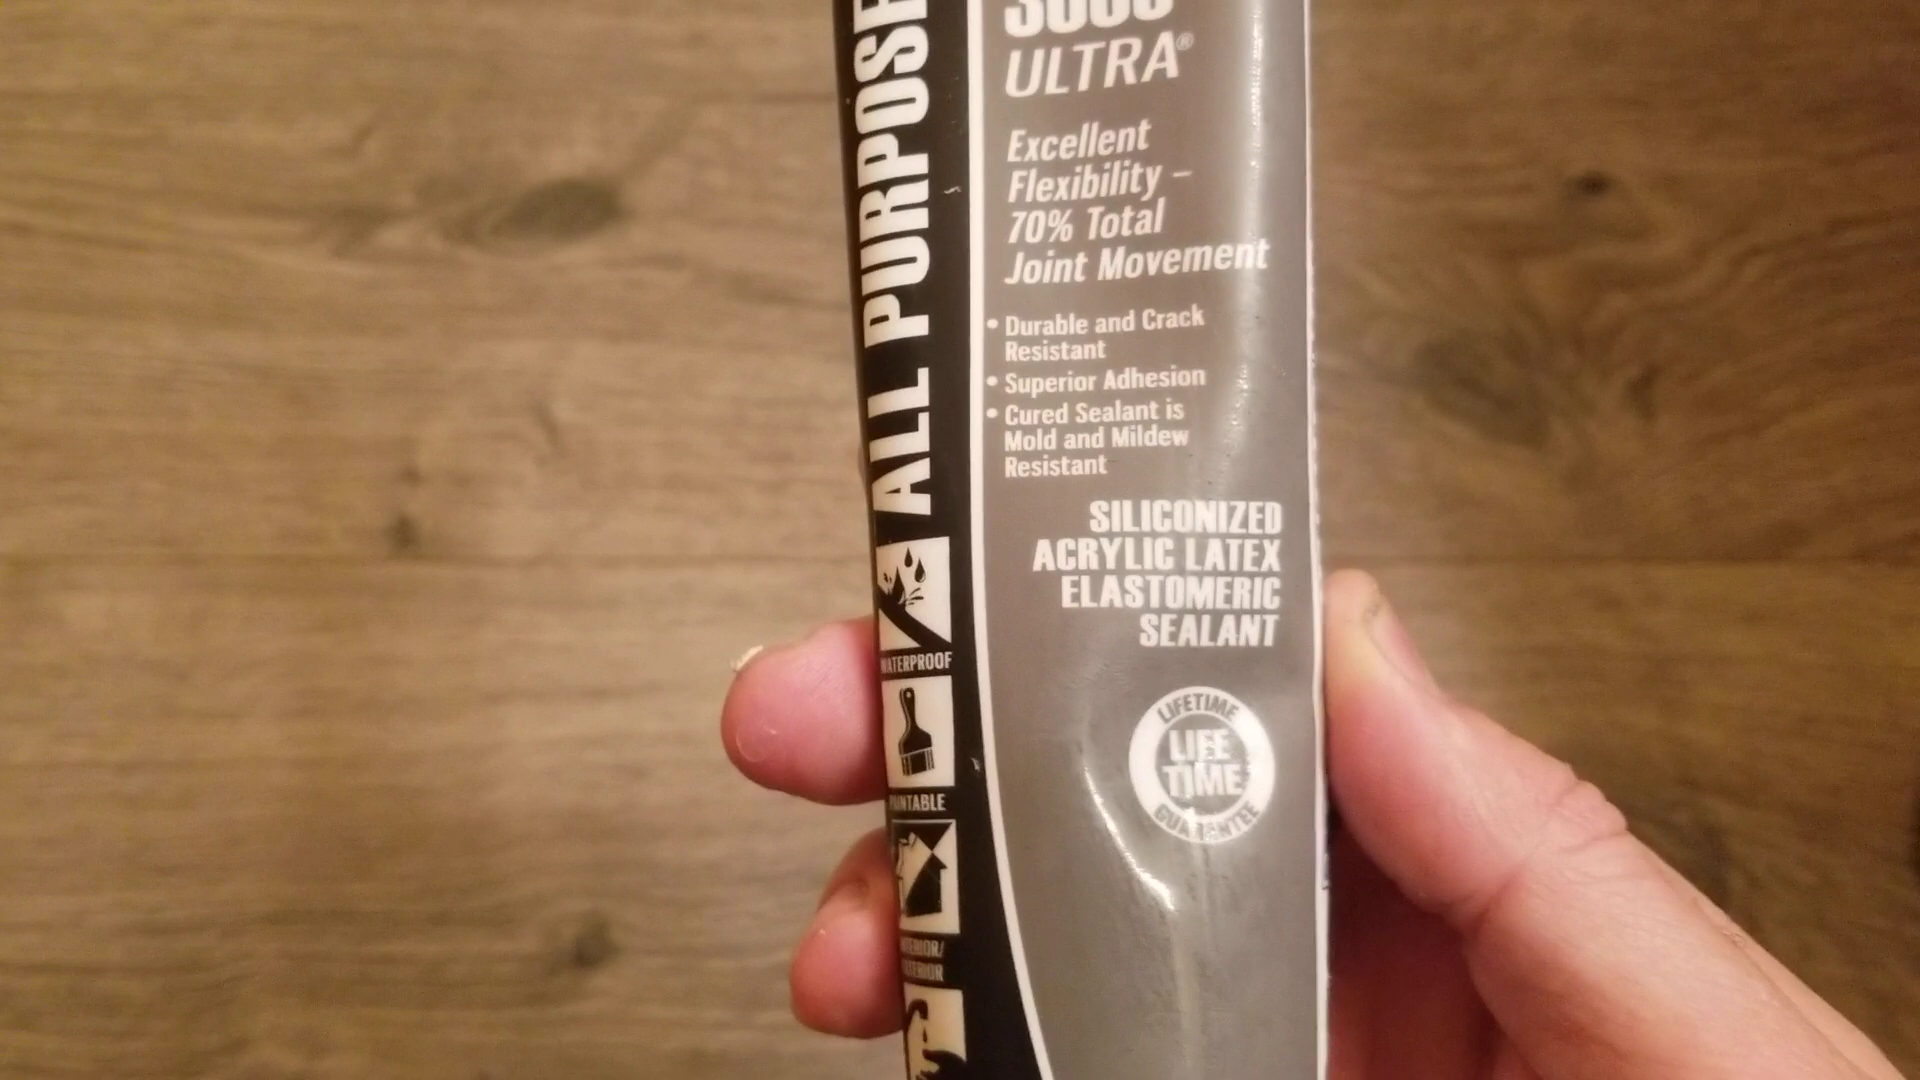 ALL PURPOSE
ULTRA®
Excellent
Flexibility –
70% Total
Joint Movement
• Durable and Crack
Resistant
• Superior Adhesion
• Cured Sealant is
Mold and Mildew
Resistant
SILICONIZED
ACRYLIC LATEX
ELASTOMERIC
SEALANT
LIFETIME
LIFE
TIME
GUARANTEE
WATERPROOF
PAINTABLE
INTERIOR/
EXTERIOR